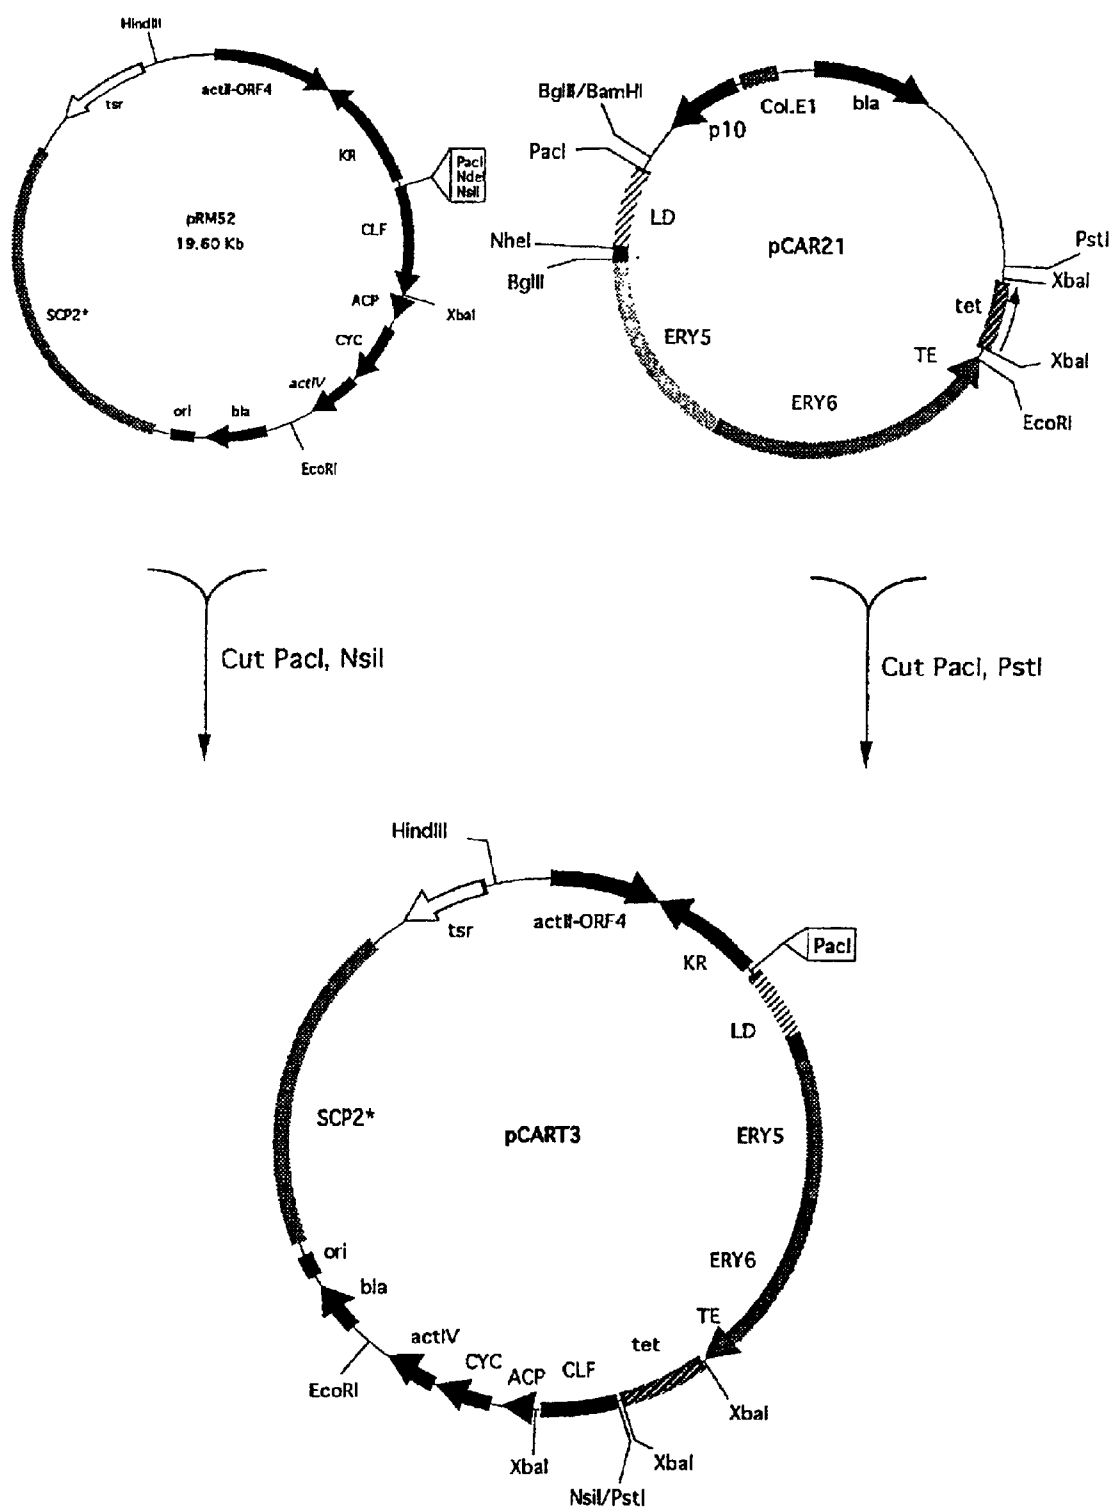 HindIII
actII-ORF4
tsr
KR
PacI
NdeI
NsiI
pRM52
19.60 Kb
CLF
ACP
XbaI
SCP2*
CYC
actIV
ori
bla
EcoRI
BglII/BamHI
p10
Col.E1
bla
PacI
LD
NheI
BglII
pCAR21
PstI
XbaI
tet
ERY5
TE
XbaI
ERY6
EcoRI
Cut PacI, NsiI
Cut PacI, PstI
HindIII
tsr
actII-ORF4
KR
PacI
LD
SCP2*
pCART3
ERY5
ori
bla
ERY6
TE
tet
actIV
CYC
ACP
CLF
EcoRI
XbaI
XbaI
XbaI
NsiI/PstI